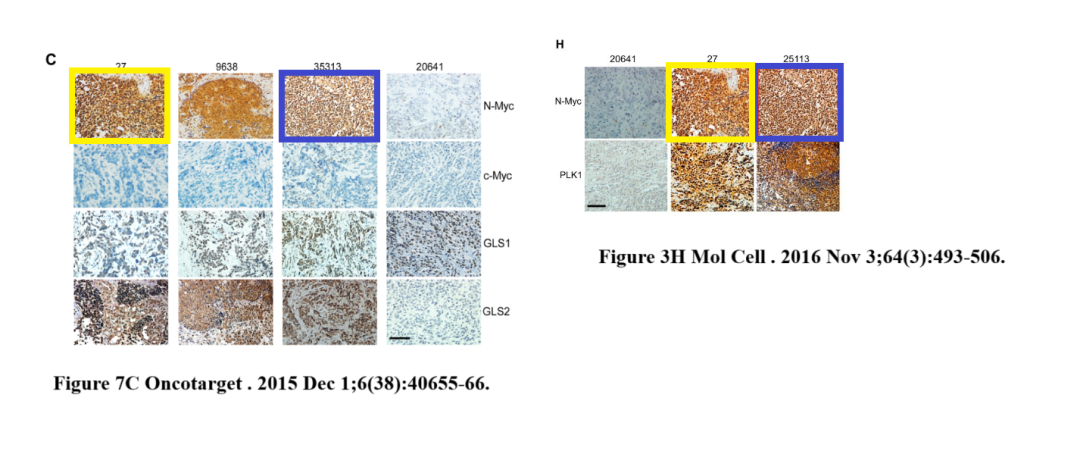 C
27 9638 35313 20641
N-Myc
c-Myc
GLS1
GLS2
Figure 7C Oncotarget . 2015 Dec 1;6(38):40655-66.
H
20641 27 25113
N-Myc
PLK1
Figure 3H Mol Cell . 2016 Nov 3;64(3):493-506.